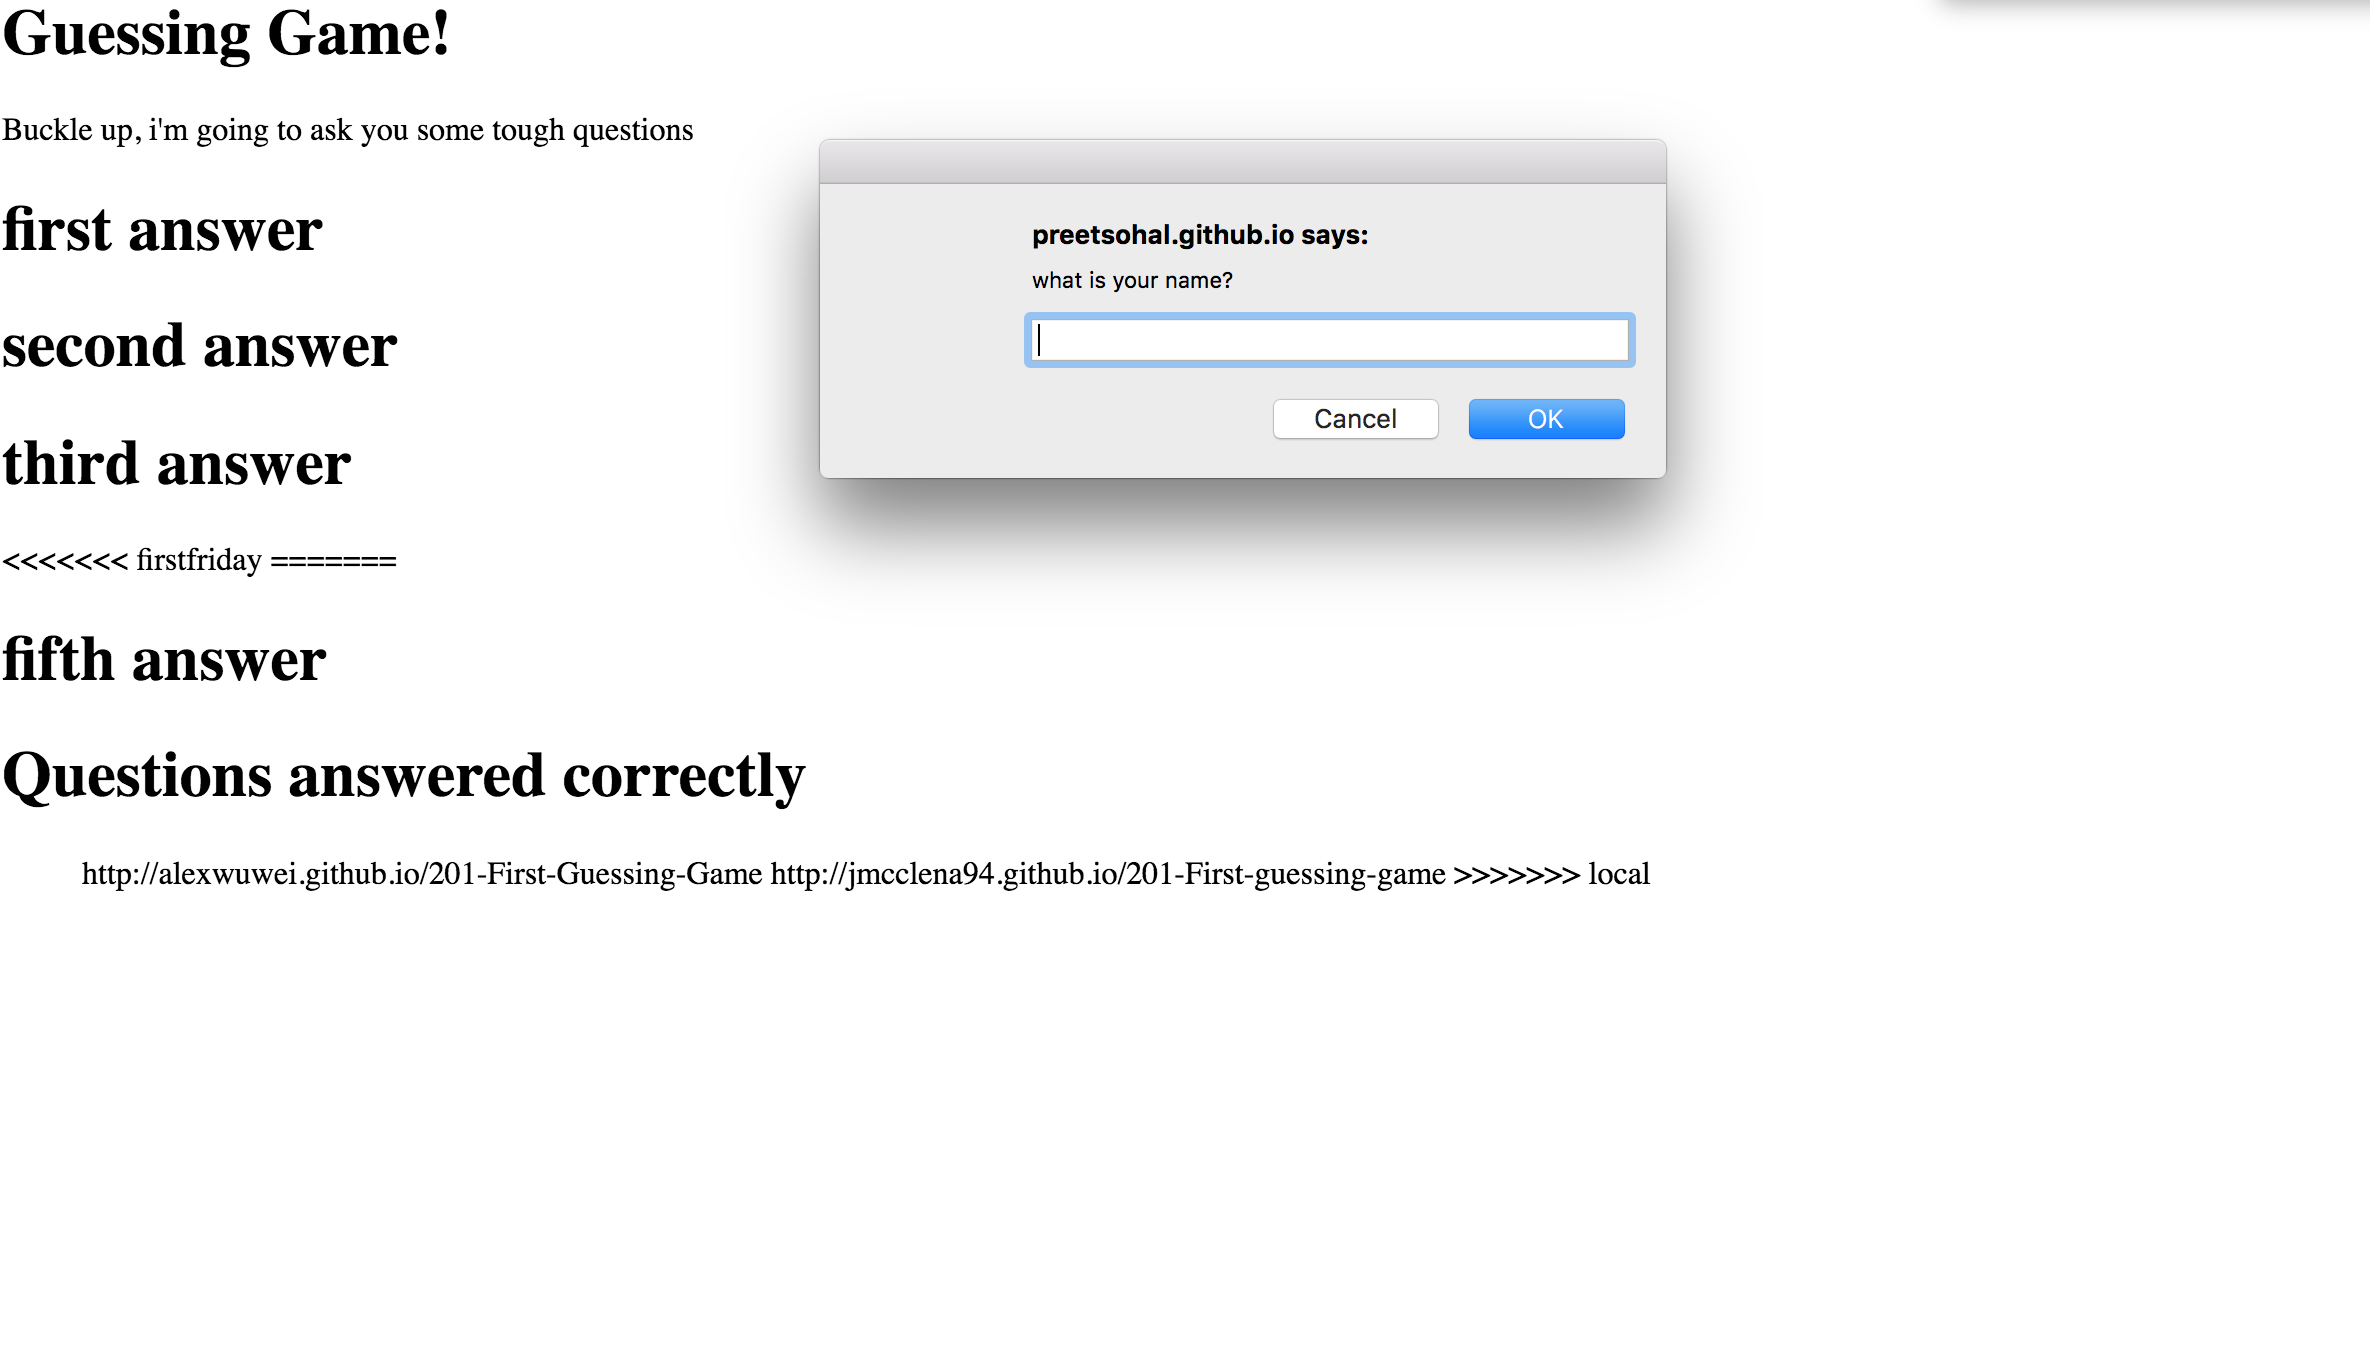 Guessing Game!
Buckle up, i'm going to ask you some tough questions
first answer
second answer
third answer
<<<<<<< firstfriday =======
fifth answer
Questions answered correctly
http://alexwuwei.github.io/201-First-Guessing-Game http://jmcclena94.github.io/201-First-guessing-game >>>>>>> local
preetsohal.github.io says:
what is your name?
Cancel
OK